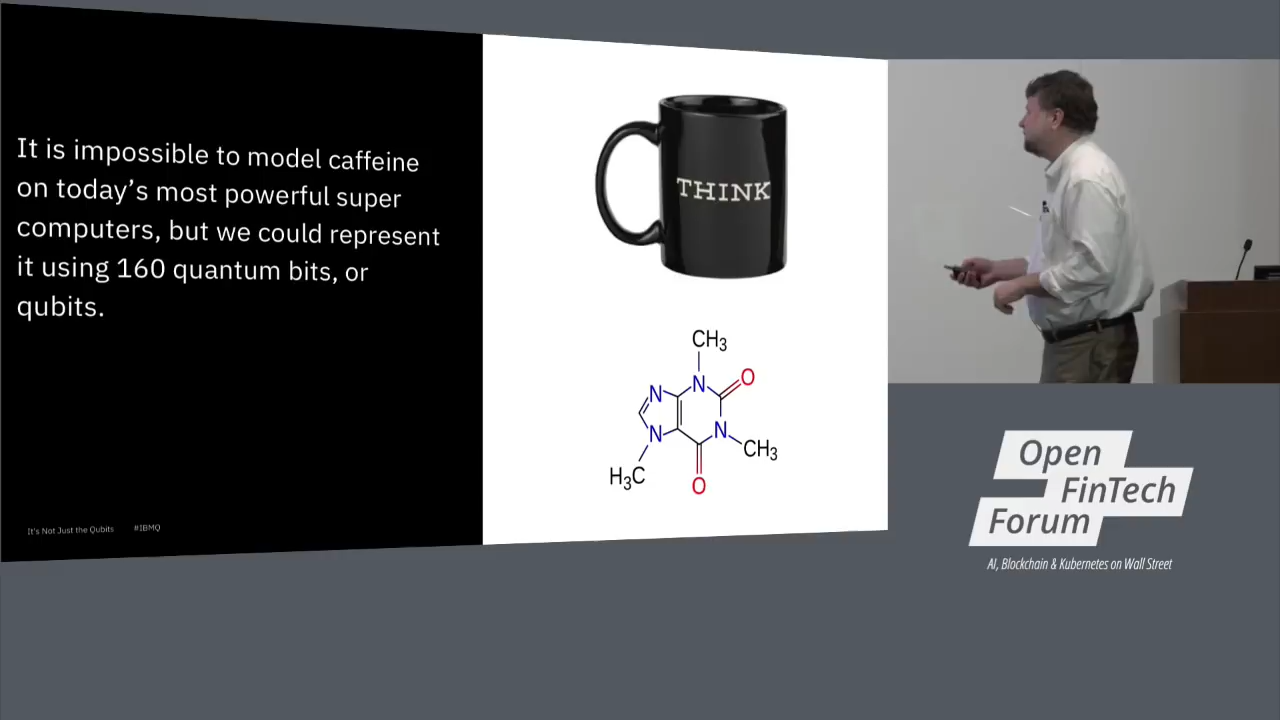 It is impossible to model caffeine
on today's most powerful super
computers, but we could represent
it using 160 quantum bits, or
qubits.
It's Not Just the Qubits #IBMQ
THINK
CH3
N
N
O
N
N
CH3
H3C
O
Open
FinTech
Forum
AI, Blockchain & Kubernetes on Wall Street